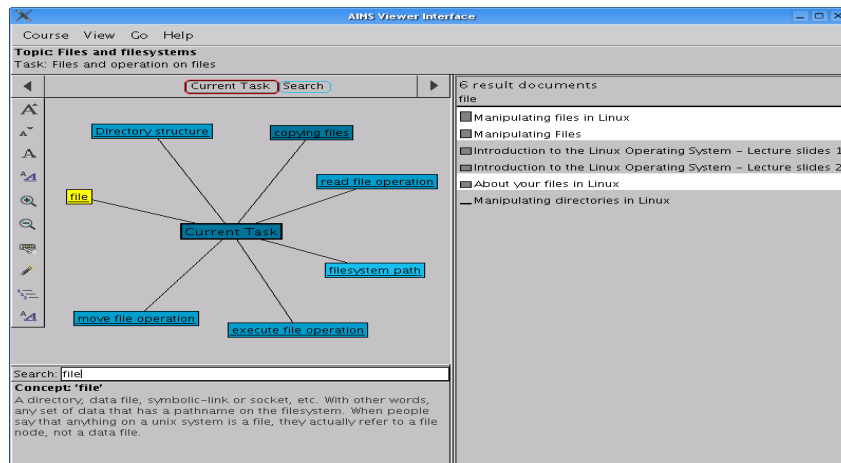 AIMS Viewer Interface
Course View Go Help
Topic: Files and filesystems
Task: Files and operation on files
Current Task Search
Directory structure
copying files
read file operation
file
Current Task
filesystem path
move file operation
execute file operation
Search: file
Concept: 'file'
A directory, data file, symbolic-link or socket, etc. With other words,
any set of data that has a pathname on the filesystem. When people
say that anything on a unix system is a file, they actually refer to a file
node, not a data file.
6 result documents
file
Manipulating files in Linux
Manipulating Files
Introduction to the Linux Operating System - Lecture slides 1
Introduction to the Linux Operating System - Lecture slides 2
About your files in Linux
Manipulating directories in Linux